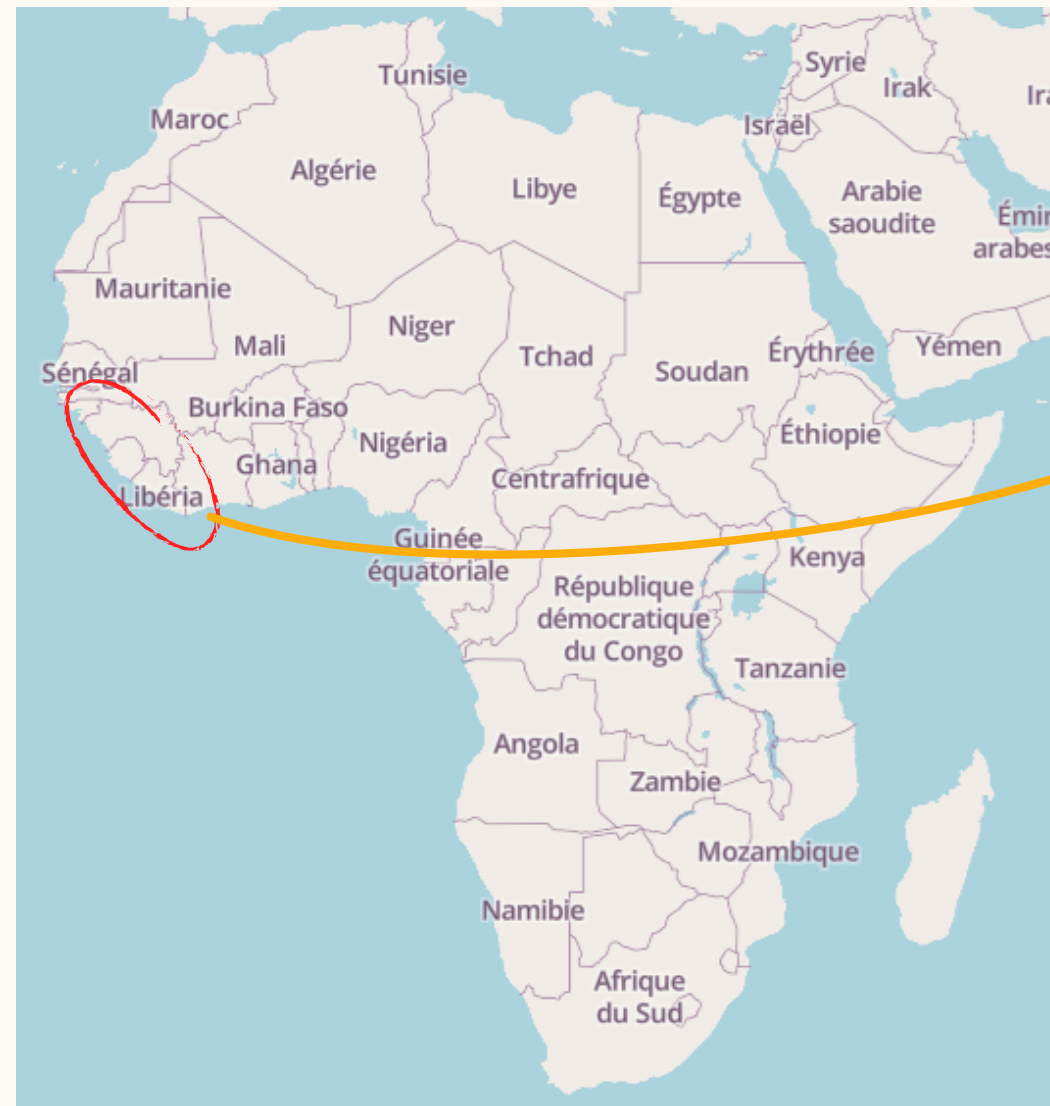 Syrie
Tunisie
Irak
Ira
Maroc
Israël
Algérie
Libye
Égypte
Arabie
saoudite
Émir
arabes
Mauritanie
Niger
Mali
Tchad
Érythrée
Yémen
Sénégal
Soudan
Burkina Faso
Nigéria
Éthiopie
Ghana
Centrafrique
Libéria
Guinée
équatoriale
Kenya
République
démocratique
du Congo
Tanzanie
Angola
Zambie
Mozambique
Namibie
Afrique
du Sud